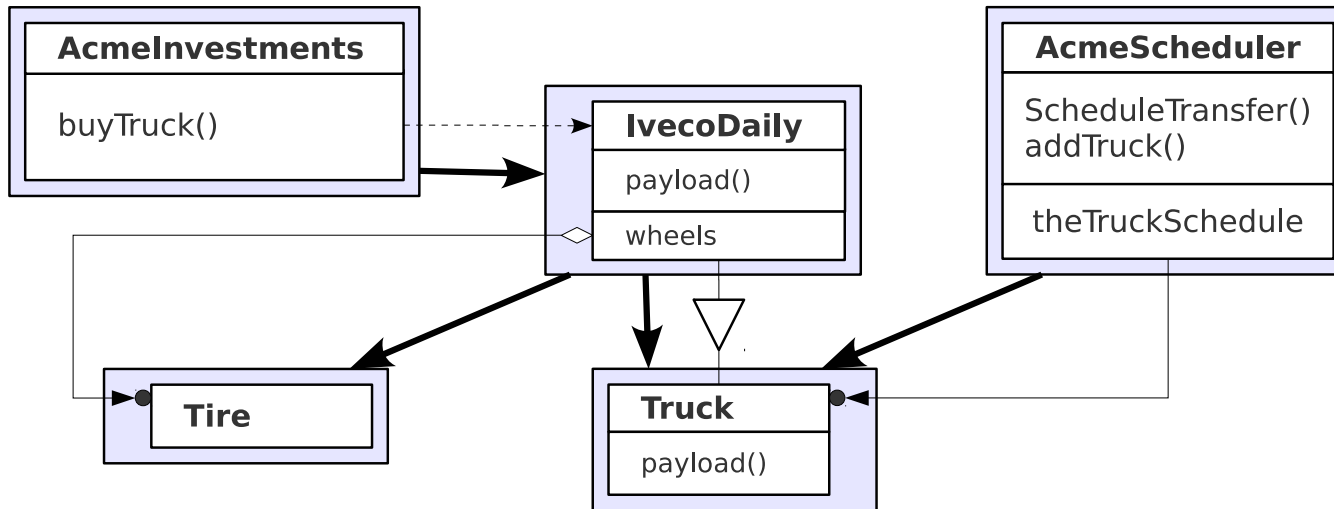 AcmeInvestments
buyTruck()
IvecoDaily
payload()
wheels
AcmeScheduler
ScheduleTransfer()
addTruck()
theTruckSchedule
Tire
Truck
payload()